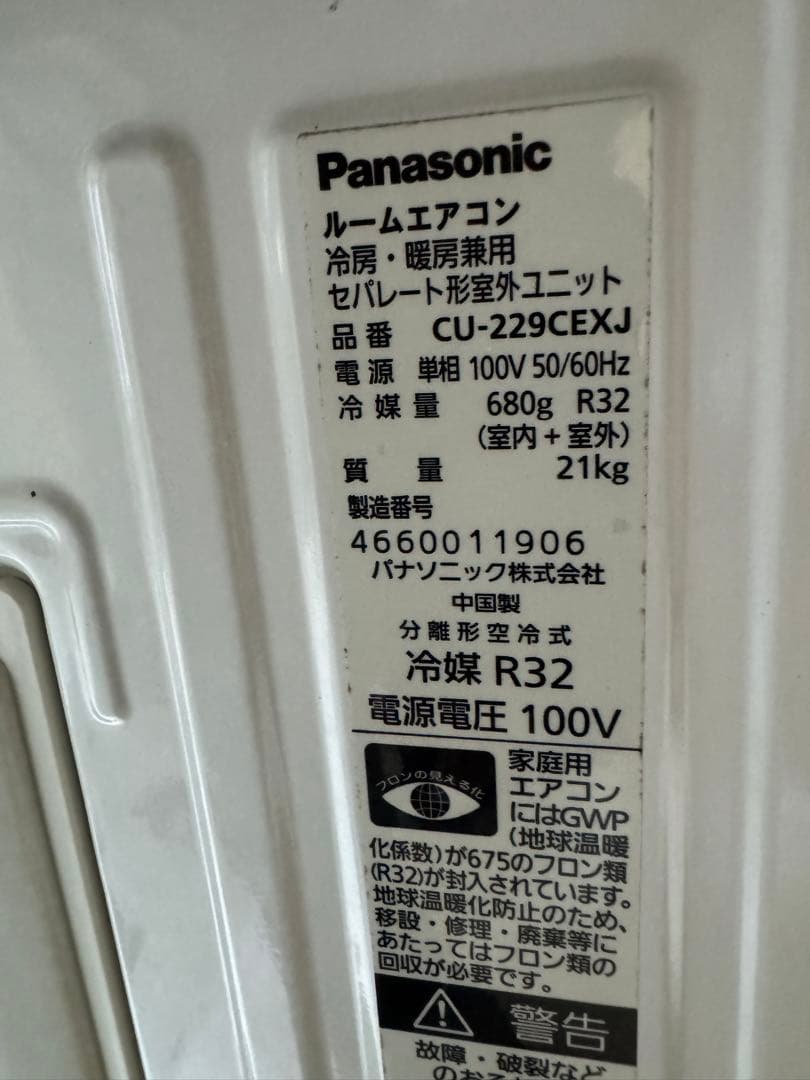 Panasonic
ルームエアコン
冷房・暖房兼用
セパレート形室外ユニット
品番 CU-229CEXJ
電源 単相 100V 50/60Hz
冷媒量 680g R32
(室内+室外)
質量 21kg
製造番号
4660011906
パナソニック株式会社
中国製
分離形空冷式
冷媒 R32
電源電圧 100V
フロンの見える化
家庭用
エアコン
にはGWP
(地球温暖
化係数)が675のフロン類
(R32)が封入されています。
地球温暖化防止のため、
移設・修理・廃棄等に
あたってはフロン類の
回収が必要です。
警告
故障・破裂など